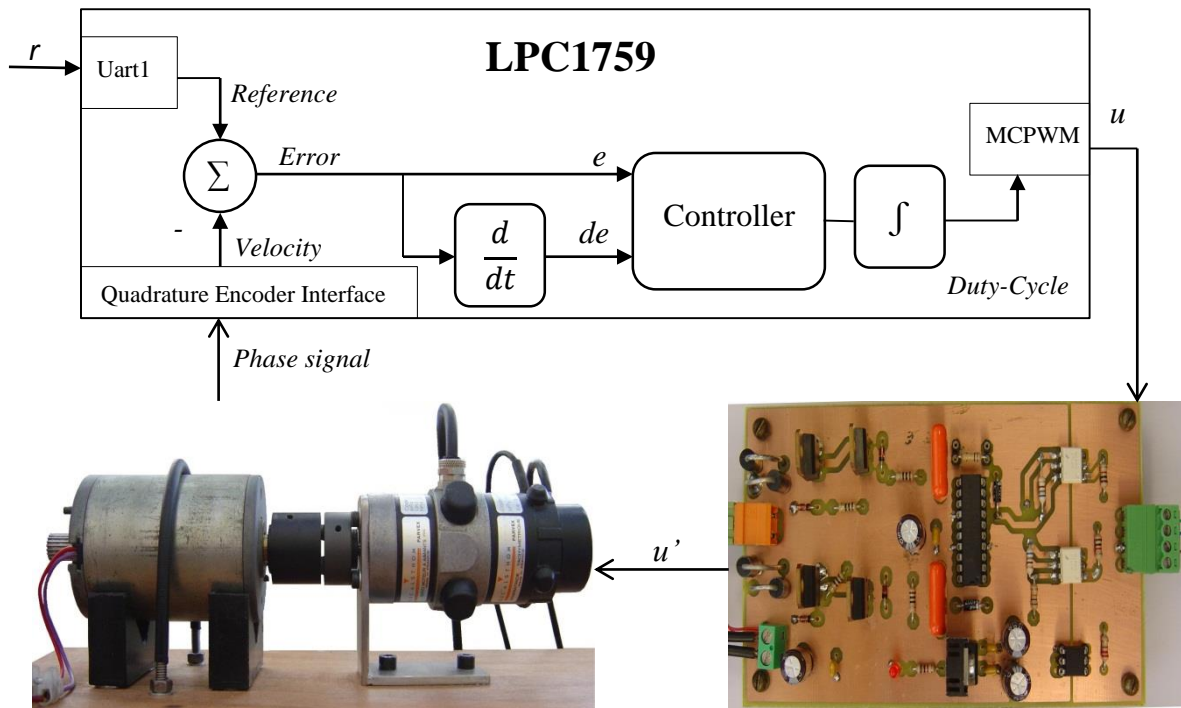 LPC1759
r
Uart1
Reference
MCPWM
u
Σ
Error
e
Controller
∫
d
dt
de
-
Velocity
Quadrature Encoder Interface
Duty-Cycle
Phase signal
u’